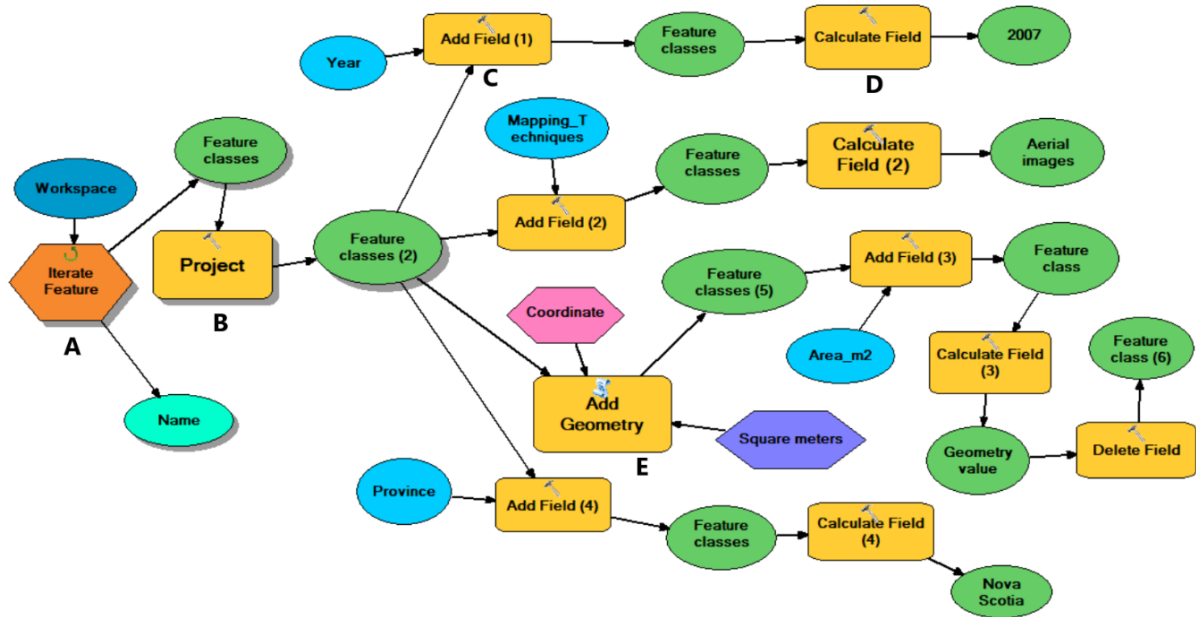 Year
Add Field (1)
C
Feature
classes
Calculate Field
D
2007
Mapping_T
echniques
Add Field (2)
Feature
classes
Calculate
Field (2)
Aerial
images
Workspace
Iterate
Feature
A
Feature
classes
Project
B
Name
Feature
classes (2)
Coordinate
Add
Geometry
E
Square meters
Feature
classes (5)
Area_m2
Add Field (3)
Feature
class
Calculate Field
(3)
Geometry
value
Delete Field
Feature
class (6)
Province
Add Field (4)
Feature
classes
Calculate Field
(4)
Nova
Scotia